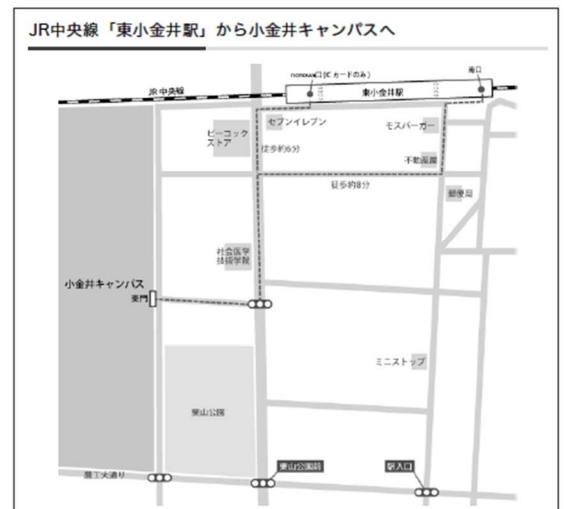 JR中央線「東小金井駅」から小金井キャンパスへ
nonowa口(ICカードのみ)
南口
JR 中央線
東小金井駅
セブンイレブン
モスバーガー
ピーコック
ストア
徒歩約6分
不動産屋
徒歩約8分
郵便局
社会医学
技術学院
小金井キャンパス
東門
ミニストップ
栗山公園
農工大通り
栗山公園前
駅入口